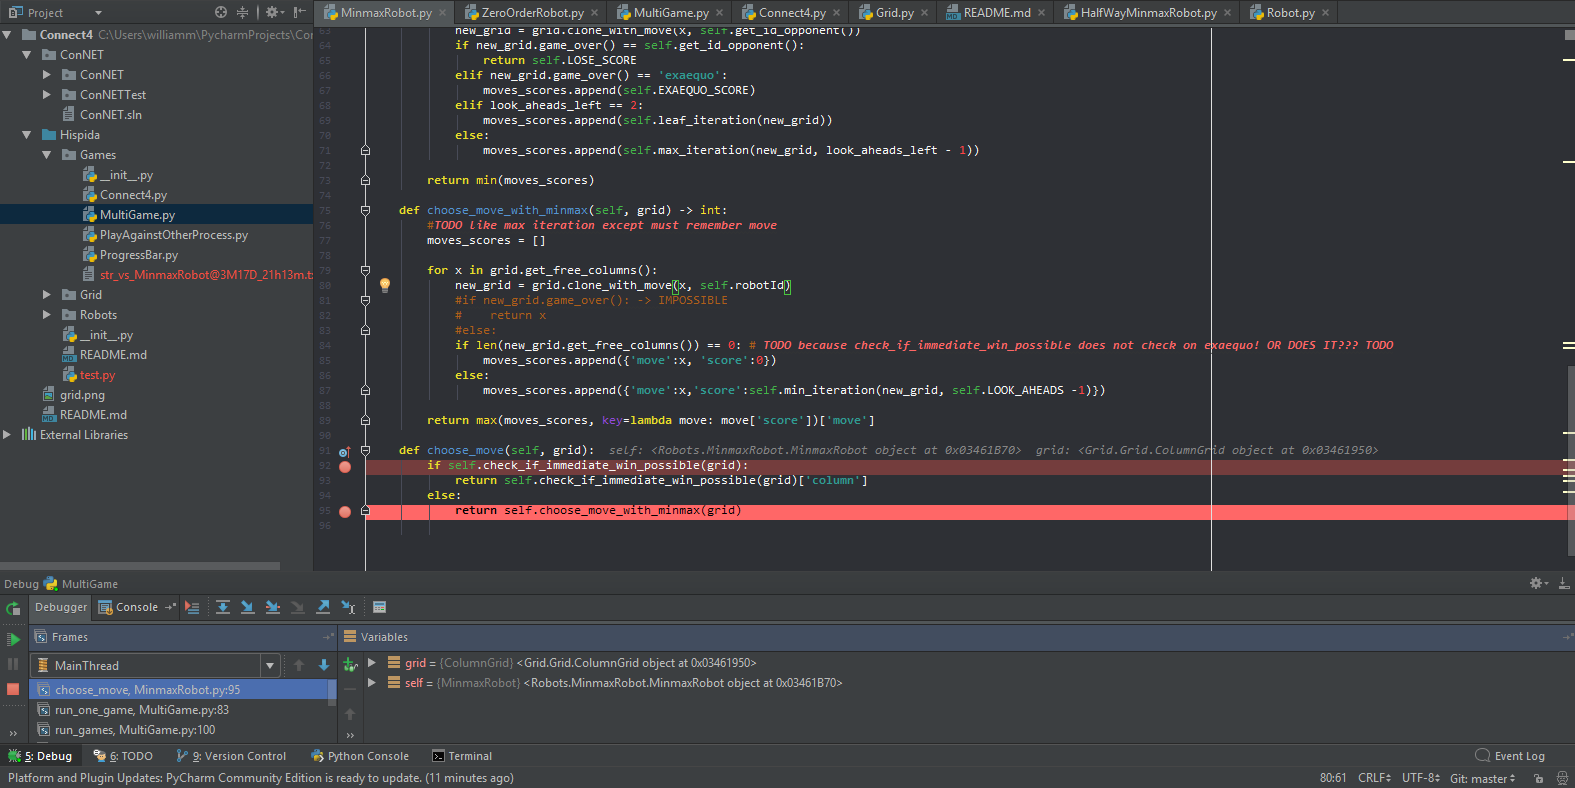 Project
MinmaxRobot.py
ZeroOrderRobot.py
MultiGame.py
Connect4.py
Grid.py
README.md
HalfWayMinmaxRobot.py
Robot.py
Connect4 C:\Users\williamm\PycharmProjects\Cor
ConNET
ConNET
ConNETTest
ConNET.sln
Hispida
Games
__init__.py
Connect4.py
MultiGame.py
PlayAgainstOtherProcess.py
ProgressBar.py
str_vs_MinmaxRobot@3M17D_21h13m.tx
Grid
Robots
__init__.py
README.md
test.py
grid.png
README.md
External Libraries
63 new_grid = grid.clone_with_move(x, self.get_id_opponent())
64 if new_grid.game_over() == self.get_id_opponent():
65 return self.LOSE_SCORE
66 elif new_grid.game_over() == 'exaequo':
67 moves_scores.append(self.EXAEQUO_SCORE)
68 elif look_aheads_left == 2:
69 moves_scores.append(self.leaf_iteration(new_grid))
70 else:
71 moves_scores.append(self.max_iteration(new_grid, look_aheads_left - 1))
72
73 return min(moves_scores)
74
75 def choose_move_with_minmax(self, grid) -> int:
76 #TODO like max iteration except must remember move
77 moves_scores = []
78
79 for x in grid.get_free_columns():
80 new_grid = grid.clone_with_move(x, self.robotId)
81 #if new_grid.game_over(): -> IMPOSSIBLE
82 #    return x
83 #else:
84 if len(new_grid.get_free_columns()) == 0: # TODO because check_if_immediate_win_possible does not check on exaequo! OR DOES IT??? TODO
85 moves_scores.append({'move':x, 'score':0})
86 else:
87 moves_scores.append({'move':x,'score':self.min_iteration(new_grid, self.LOOK_AHEADS -1)})
88
89 return max(moves_scores, key=lambda move: move['score'])['move']
90
91 def choose_move(self, grid): self: <Robots.MinmaxRobot.MinmaxRobot object at 0x03461B70> grid: <Grid.Grid.ColumnGrid object at 0x03461950>
92 if self.check_if_immediate_win_possible(grid):
93 return self.check_if_immediate_win_possible(grid)['column']
94 else:
95 return self.choose_move_with_minmax(grid)
96
Debug MultiGame
Debugger
Console
Frames
Variables
MainThread
choose_move, MinmaxRobot.py:95
run_one_game, MultiGame.py:83
run_games, MultiGame.py:100
grid = {ColumnGrid} <Grid.Grid.ColumnGrid object at 0x03461950>
self = {MinmaxRobot} <Robots.MinmaxRobot.MinmaxRobot object at 0x03461B70>
5: Debug
6: TODO
9: Version Control
Python Console
Terminal
Event Log
Platform and Plugin Updates: PyCharm Community Edition is ready to update. (11 minutes ago)
80:61
CRLF
UTF-8
Git: master